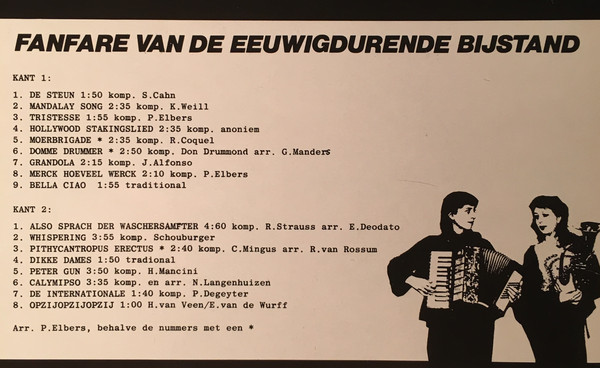 FANFARE VAN DE EEUWIGDURENDE BIJSTAND
KANT 1:
1. DE STEUN 1:50 komp. S.Cahn
2. MANDALAY SONG 2:35 komp. K.Weill
3. TRISTESSE 1:55 komp. P.Elbers
4. HOLLYWOOD STAKINGSLIED 2:35 komp. anoniem
5. MOERBRIGADE * 2:35 komp. R.Coquel
6. DOMME DRUMMER * 2:50 komp. Don Drummond arr. G.Manders
7. GRANDOLA 2:15 komp. J.Alfonso
8. MERCK HOEVEEL WERCK 2:10 komp. P.Elbers
9. BELLA CIAO 1:55 traditional
KANT 2:
1. ALSO SPRACH DER WASCHERSAMFTER 4:60 komp. R.Strauss arr. E.Deodato
2. WHISPERING 3:55 komp. Schouburger
3. PITHYCANTROPUS ERECTUS * 2:40 komp. C.Mingus arr. R.van Rossum
4. DIKKE DAMES 1:50 tradional
5. PETER GUN 3:50 komp. H.Mancini
6. CALYMIPSO 3:35 komp. en arr. N.Langenhuizen
7. DE INTERNATIONALE 1:40 komp. P.Degeyter
8. OPZIJOPZIJOPZIJ 1:00 H.van Veen/E.van de Wurff
Arr. P.Elbers, behalve de nummers met een *